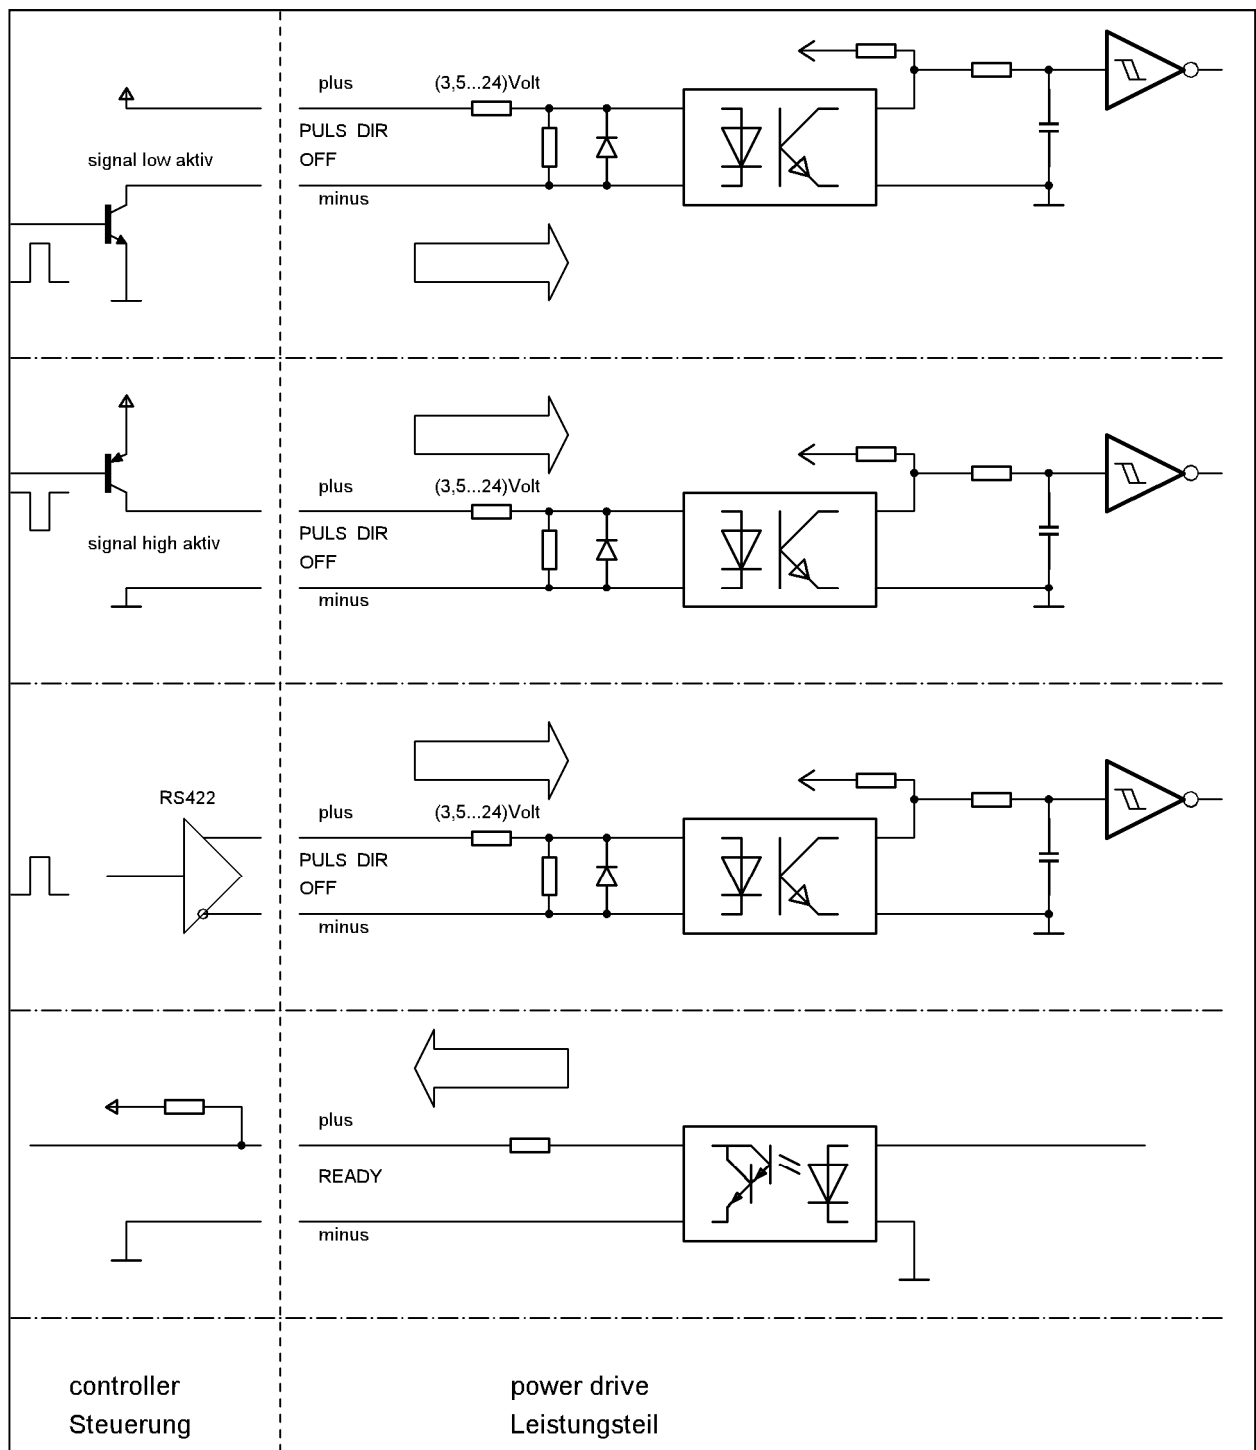 plus
(3,5...24)Volt
PULS DIR
OFF
signal low aktiv
minus
plus
(3,5...24)Volt
PULS DIR
OFF
signal high aktiv
minus
RS422
plus
(3,5...24)Volt
PULS DIR
OFF
minus
plus
READY
minus
controller
Steuerung
power drive
Leistungsteil